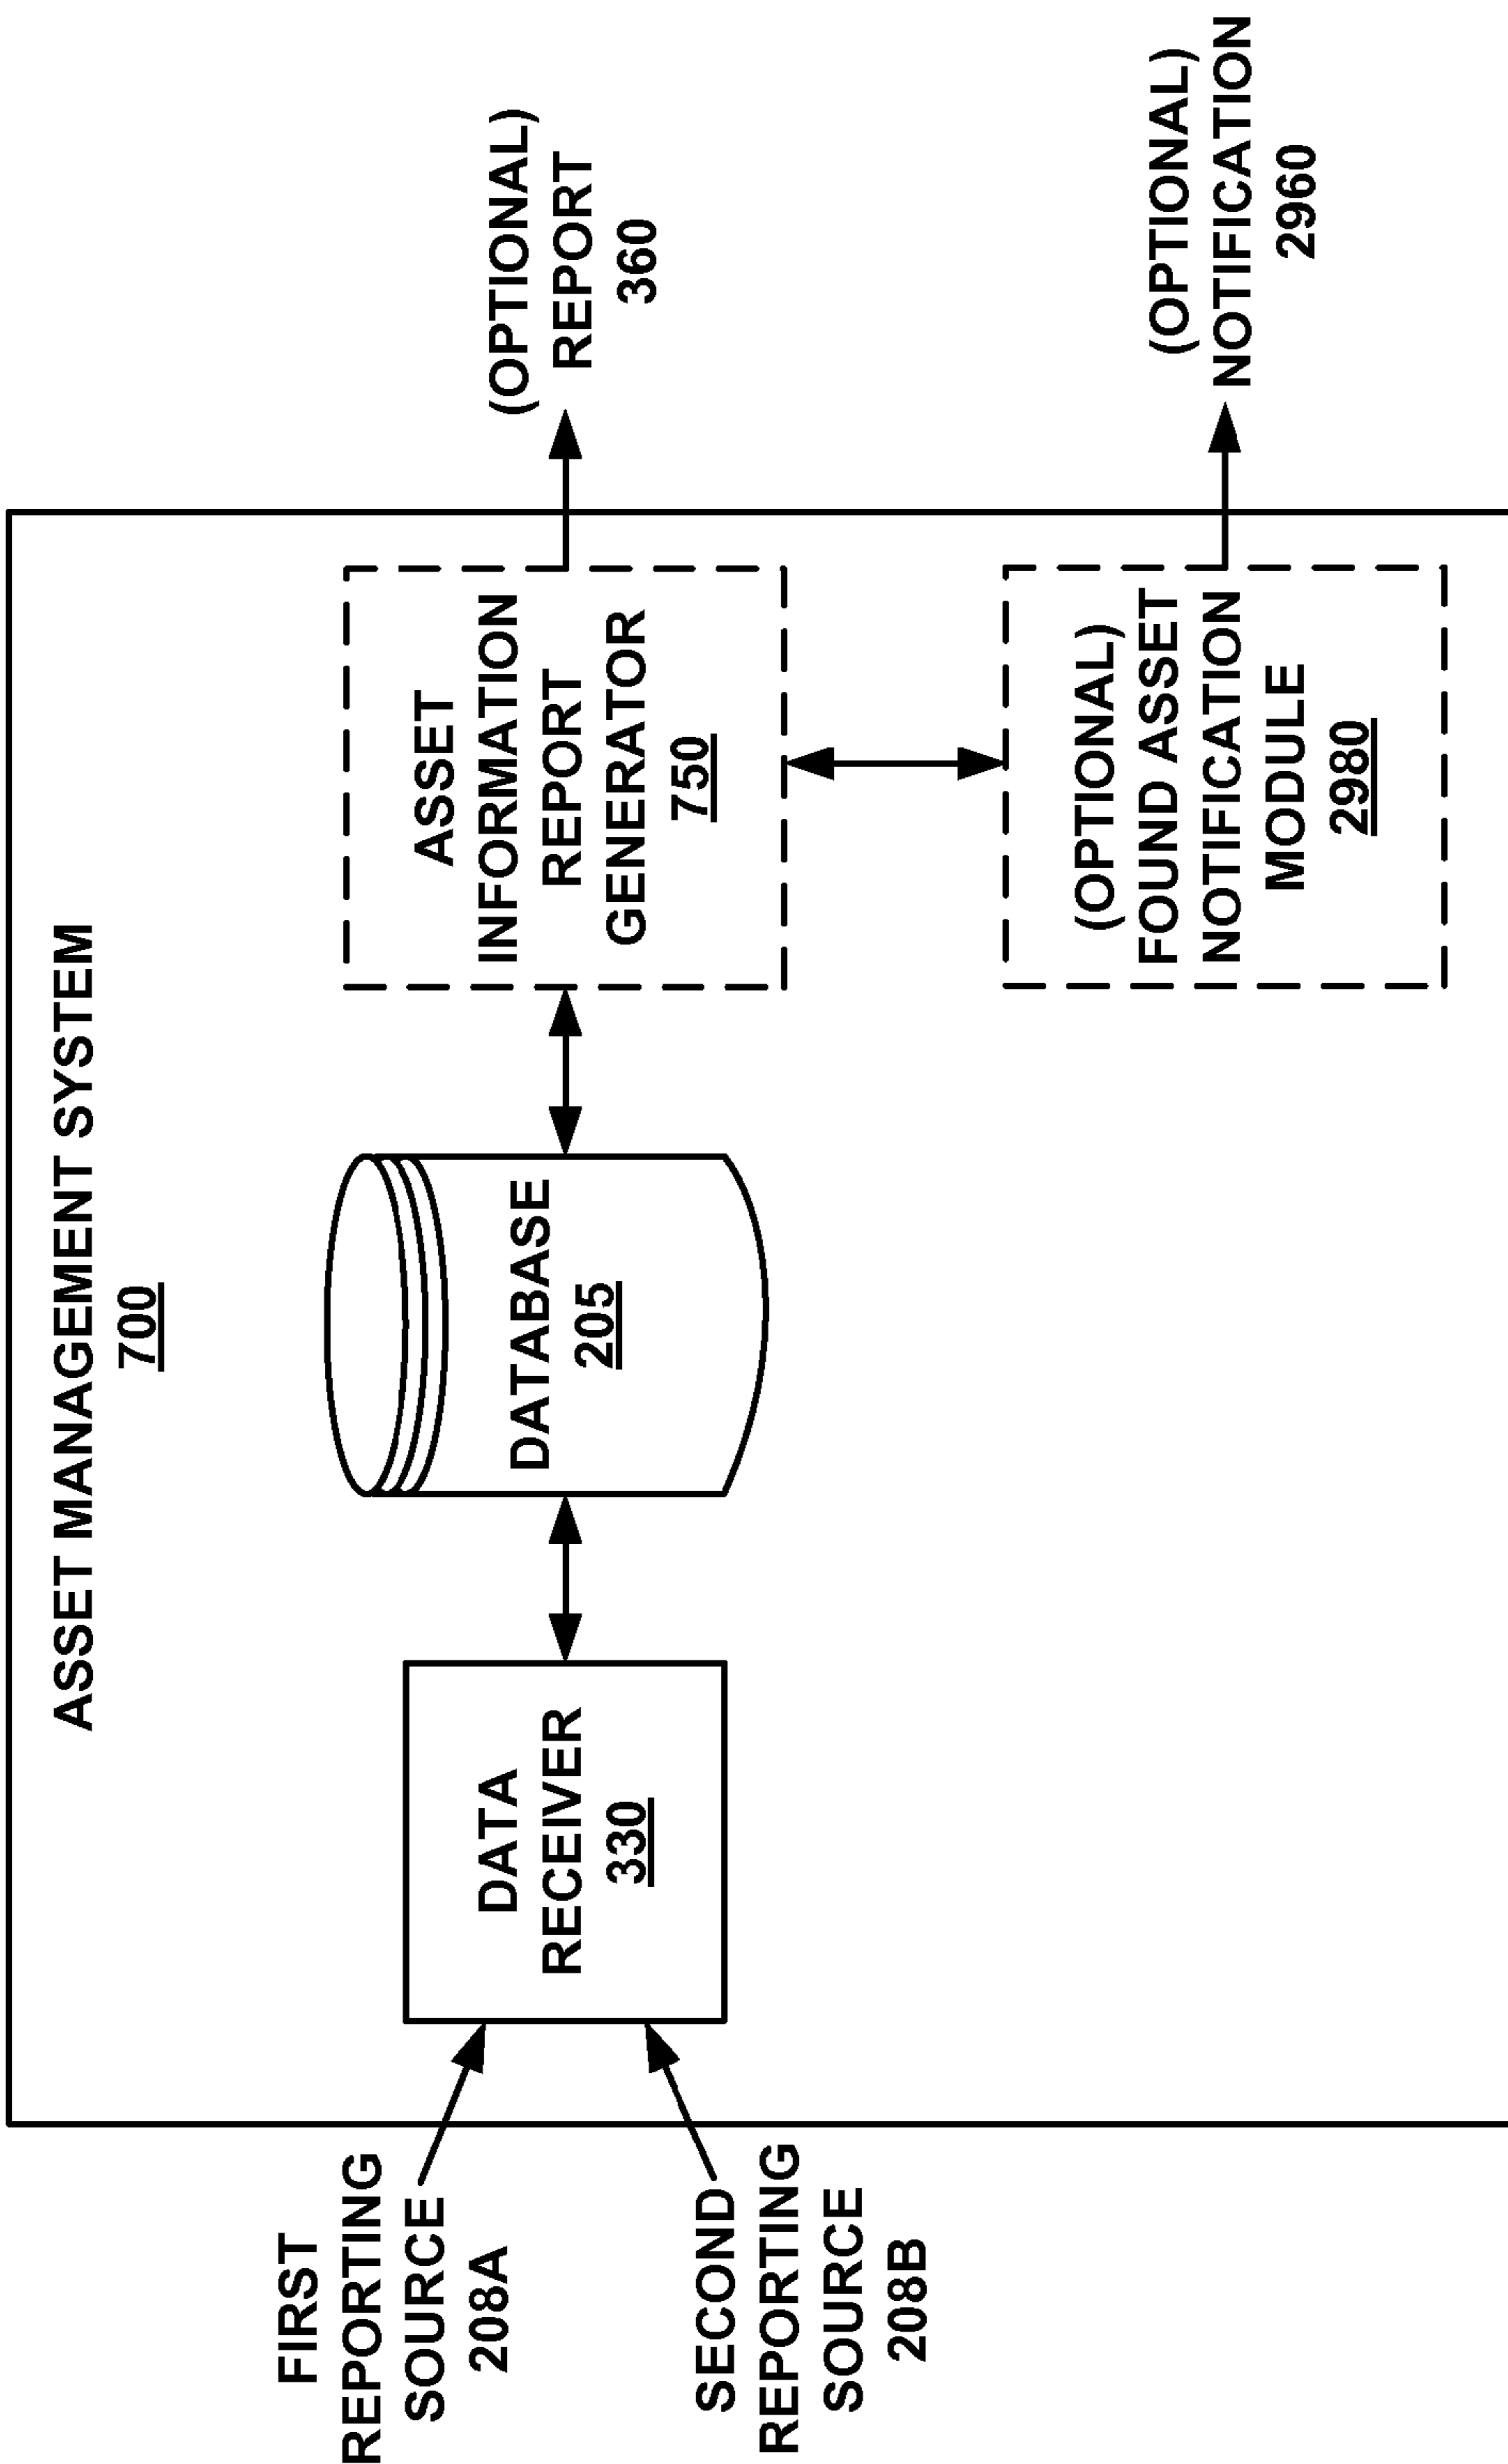 ASSET MANAGEMENT SYSTEM
700
FIRST
REPORTING
SOURCE
208A
SECOND
REPORTING
SOURCE
208B
DATA
RECEIVER
330
DATABASE
205
ASSET
INFORMATION
REPORT
GENERATOR
750
(OPTIONAL)
FOUND ASSET
NOTIFICATION
MODULE
2980
(OPTIONAL)
REPORT
360
(OPTIONAL)
NOTIFICATION
2960